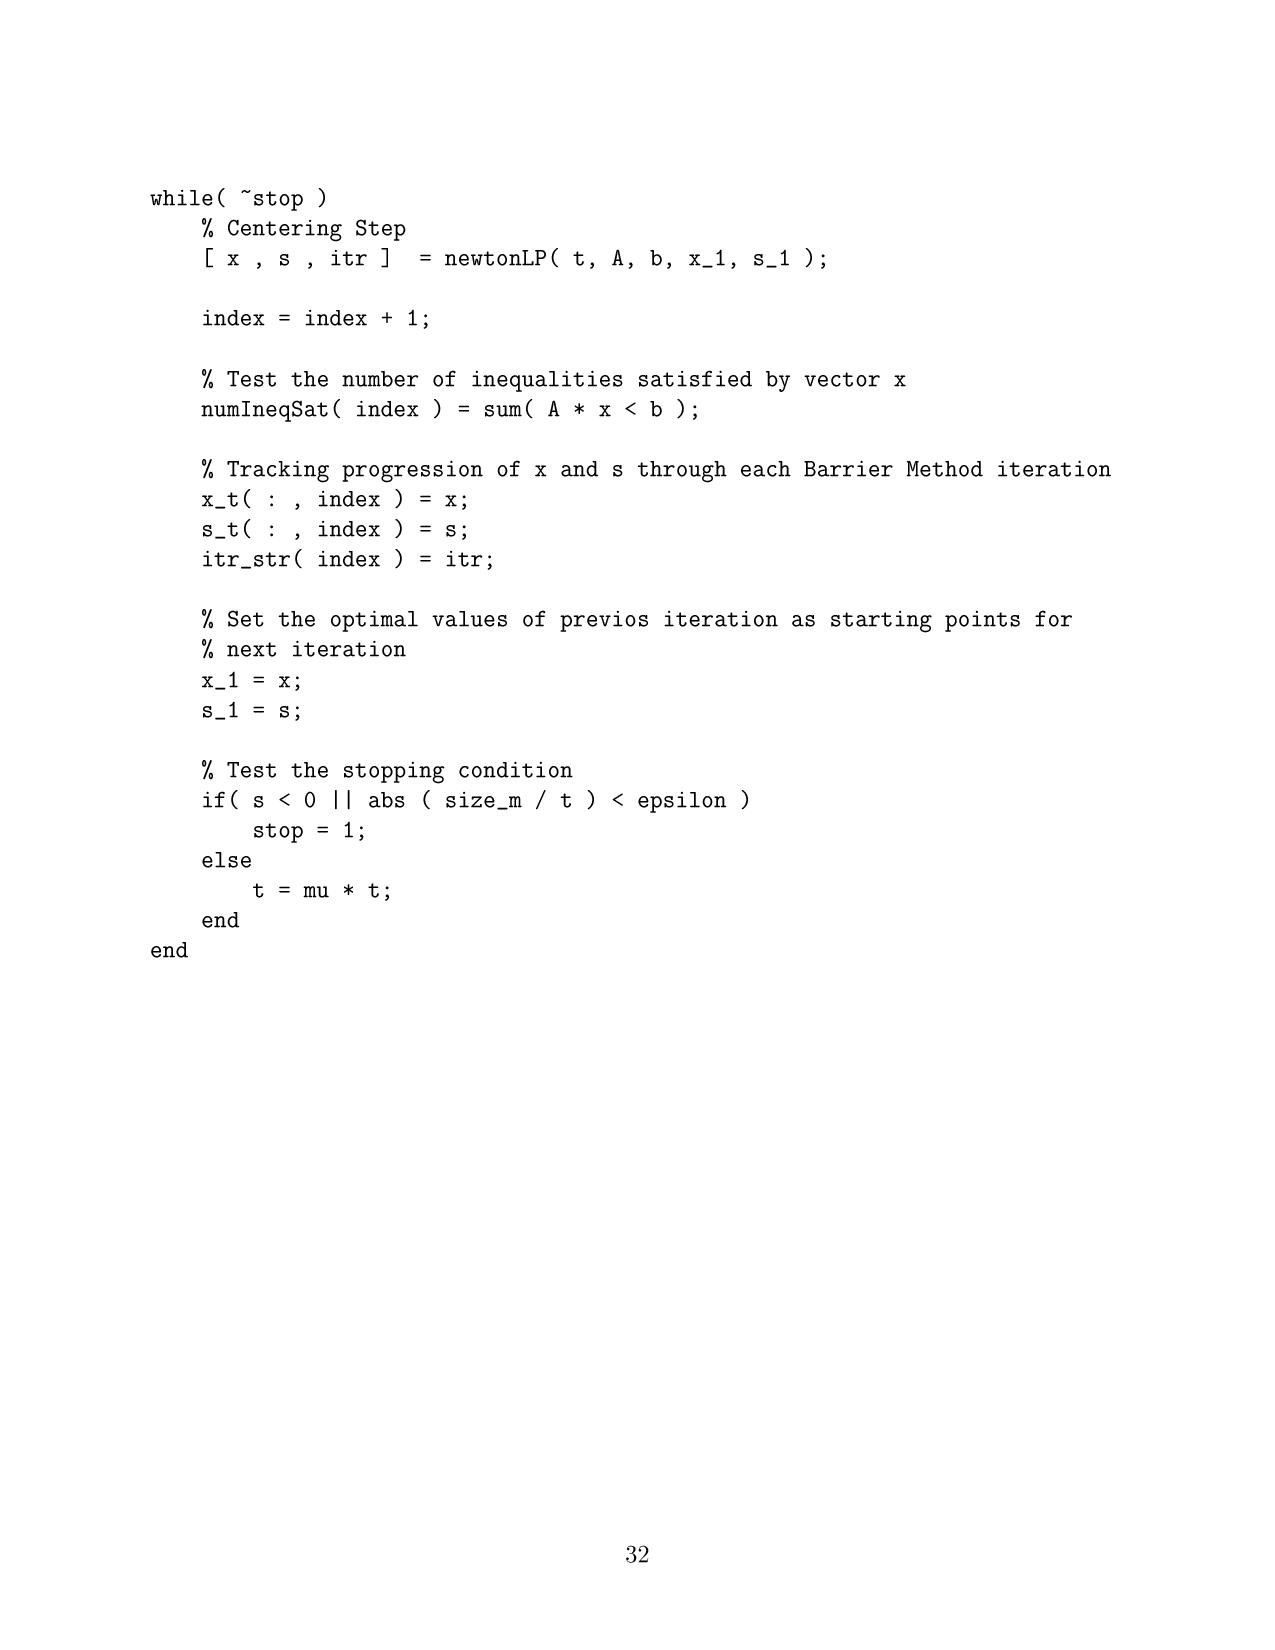 while( ~stop )
    % Centering Step
    [ x , s , itr ]  = newtonLP( t, A, b, x_1, s_1 );

    index = index + 1;

    % Test the number of inequalities satisfied by vector x
    numIneqSat( index ) = sum( A * x < b );

    % Tracking progression of x and s through each Barrier Method iteration
    x_t( : , index ) = x;
    s_t( : , index ) = s;
    itr_str( index ) = itr;

    % Set the optimal values of previos iteration as starting points for
    % next iteration
    x_1 = x;
    s_1 = s;

    % Test the stopping condition
    if( s < 0 || abs ( size_m / t ) < epsilon )
        stop = 1;
    else
        t = mu * t;
    end
end
32